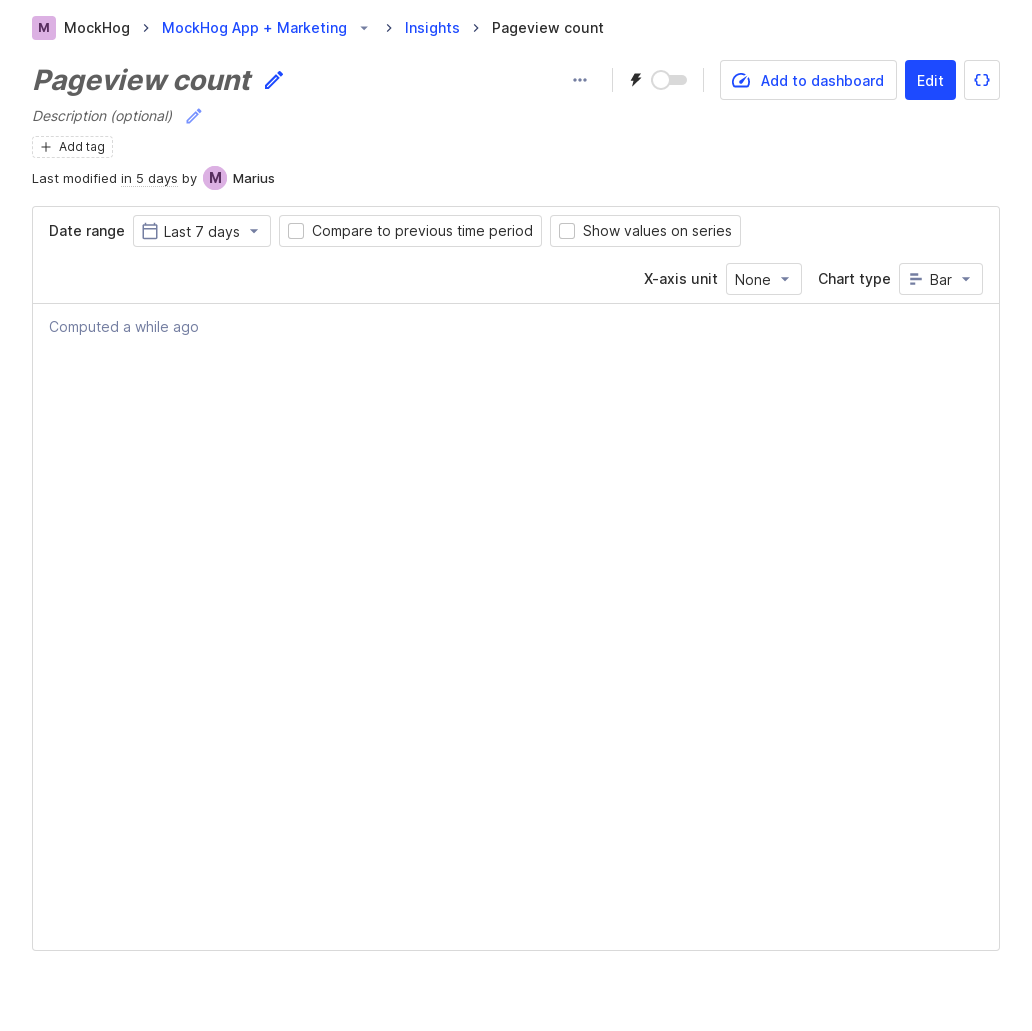 M MockHog MockHog App + Marketing Insights Pageview count
Pageview count
Add to dashboard Edit
Description (optional)
Add tag
Last modified in 5 days by M Marius
Date range Last 7 days Compare to previous time period Show values on series
X-axis unit None Chart type Bar
Computed a while ago